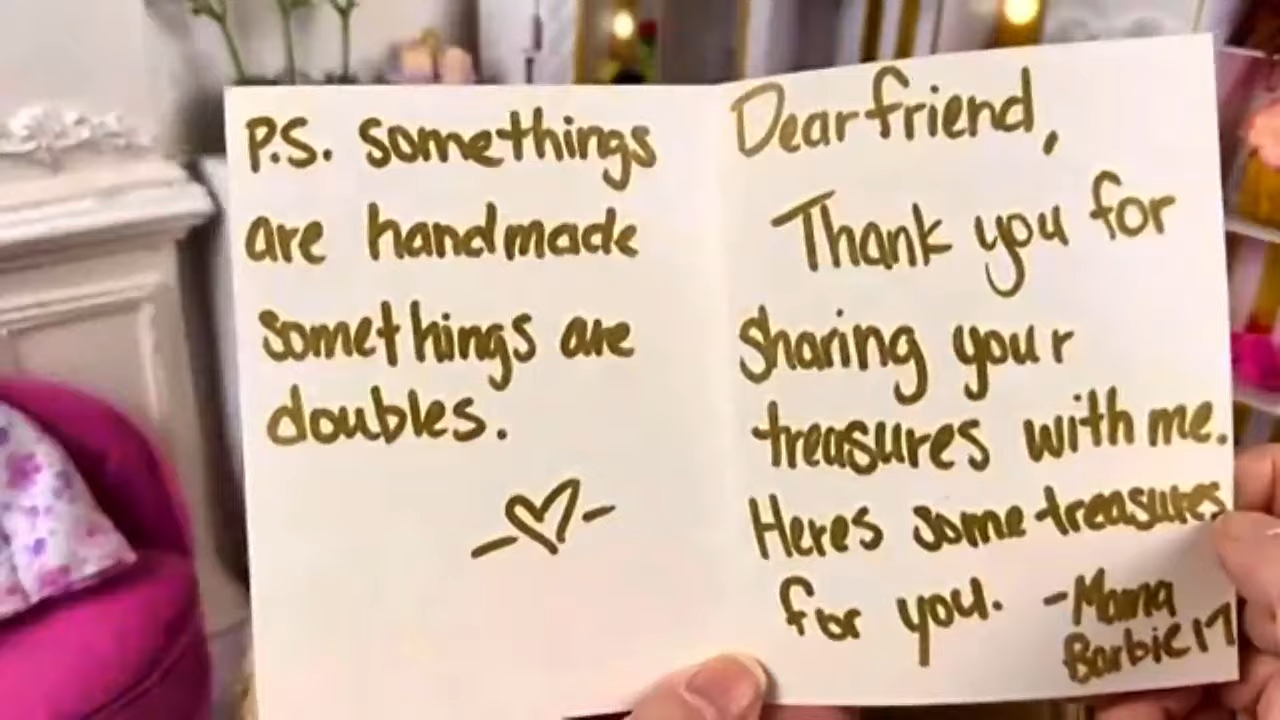 P.S. somethings
are handmade
somethings are
doubles.
Dear friend,
Thank you for
sharing your
treasures with me.
Heres some treasures
for you. -Mama
Barbie17